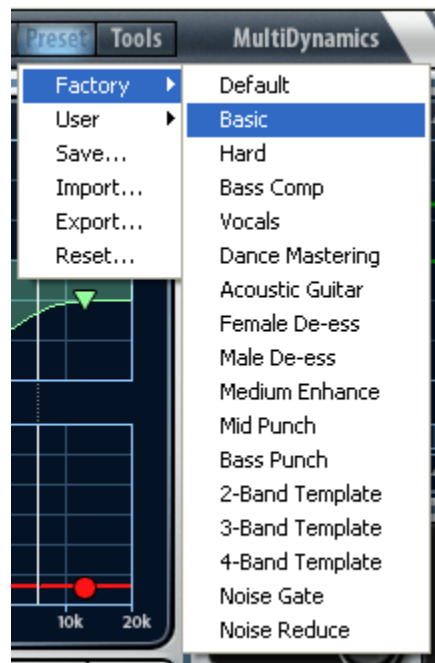 Preset Tools MultiDynamics
Factory
User
Save...
Import...
Export...
Reset...
Default
Basic
Hard
Bass Comp
Vocals
Dance Mastering
Acoustic Guitar
Female De-ess
Male De-ess
Medium Enhance
Mid Punch
Bass Punch
2-Band Template
3-Band Template
4-Band Template
Noise Gate
Noise Reduce
10k 20k